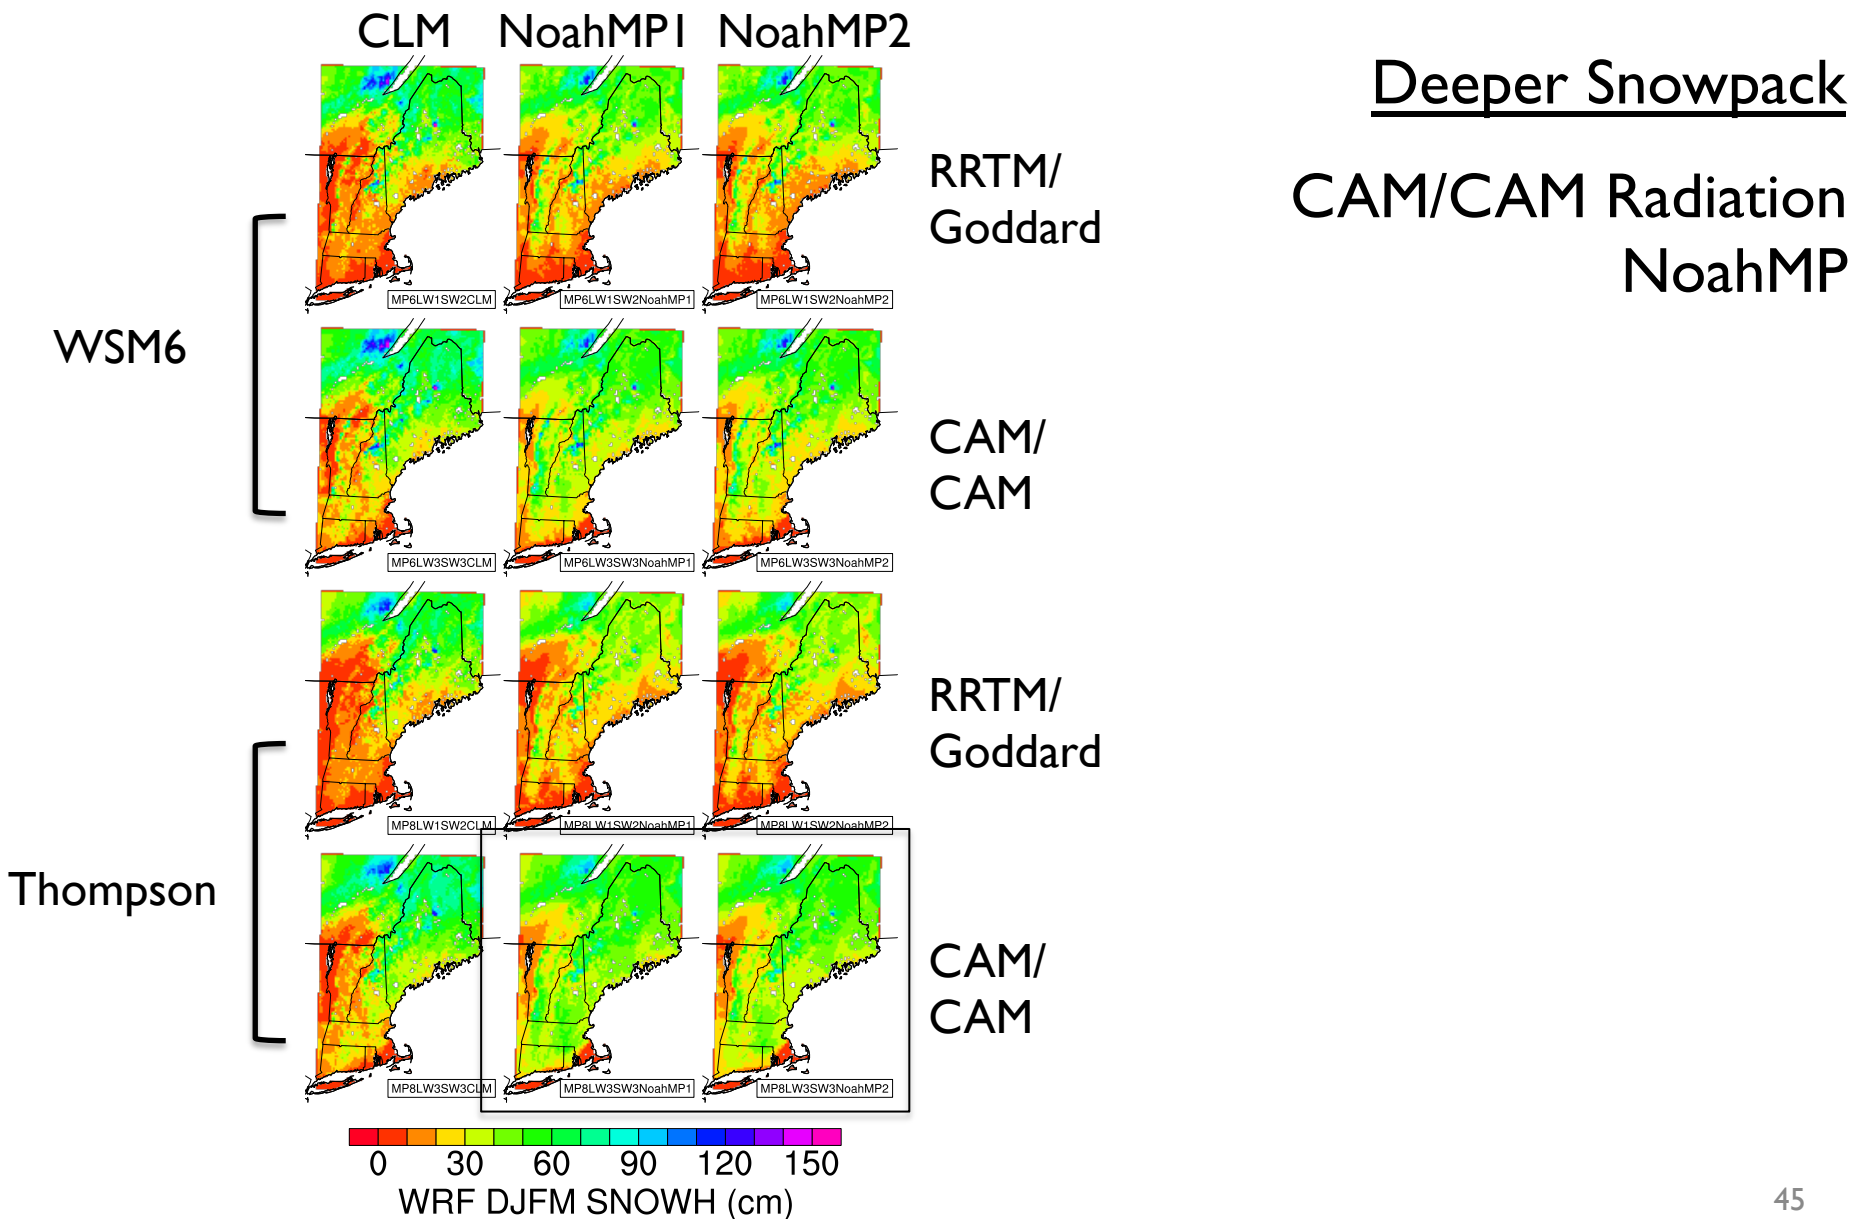 CLM NoahMP1 NoahMP2
Deeper Snowpack
CAM/CAM Radiation
NoahMP
RRTM/
Goddard
MP6LW1SW2CLM MP6LW1SW2NoahMP1 MP6LW1SW2NoahMP2
WSM6
CAM/
CAM
MP6LW3SW3CLM MP6LW3SW3NoahMP1 MP6LW3SW3NoahMP2
RRTM/
Goddard
MP8LW1SW2CLM MP8LW1SW2NoahMP1 MP8LW1SW2NoahMP2
Thompson
CAM/
CAM
MP8LW3SW3CLM MP8LW3SW3NoahMP1 MP8LW3SW3NoahMP2
0 30 60 90 120 150
WRF DJFM SNOWH (cm)
45